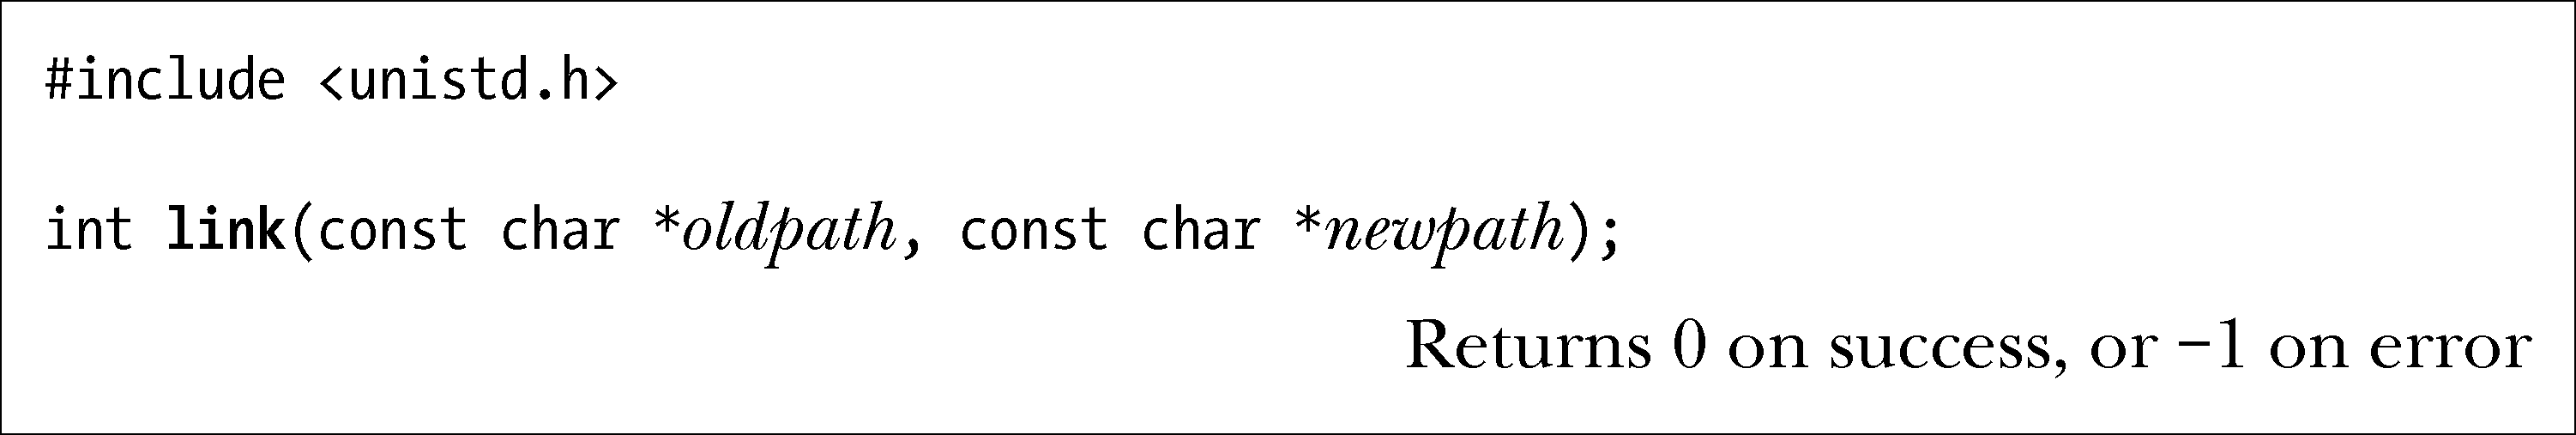 #include <unistd.h>
int link(const char *oldpath, const char *newpath);
Returns 0 on success, or −1 on error